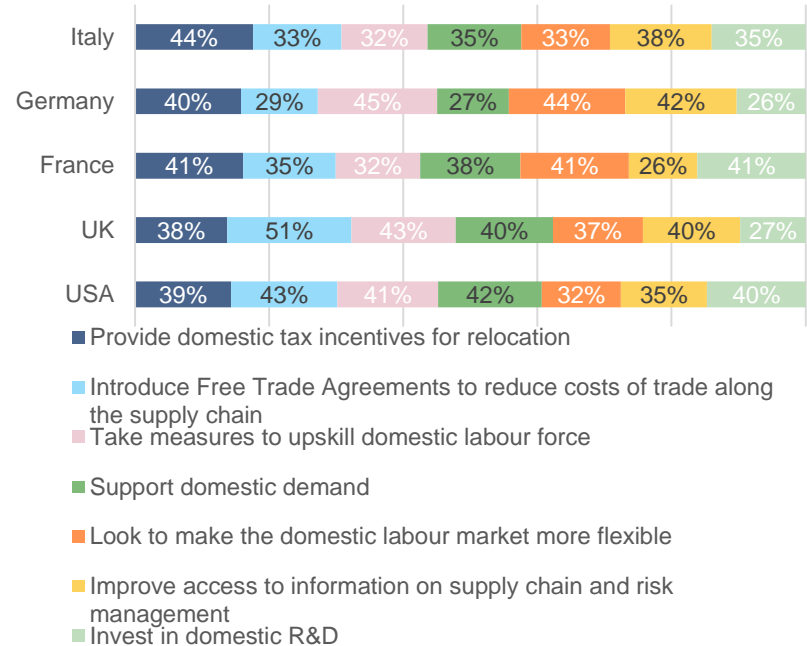 Italy 44% 33% 32% 35% 33% 38% 35%
Germany 40% 29% 45% 27% 44% 42% 26%
France 41% 35% 32% 38% 41% 26% 41%
UK 38% 51% 43% 40% 37% 40% 27%
USA 39% 43% 41% 42% 32% 35% 40%
Provide domestic tax incentives for relocation
Introduce Free Trade Agreements to reduce costs of trade along
the supply chain
Take measures to upskill domestic labour force
Support domestic demand
Look to make the domestic labour market more flexible
Improve access to information on supply chain and risk
management
Invest in domestic R&D